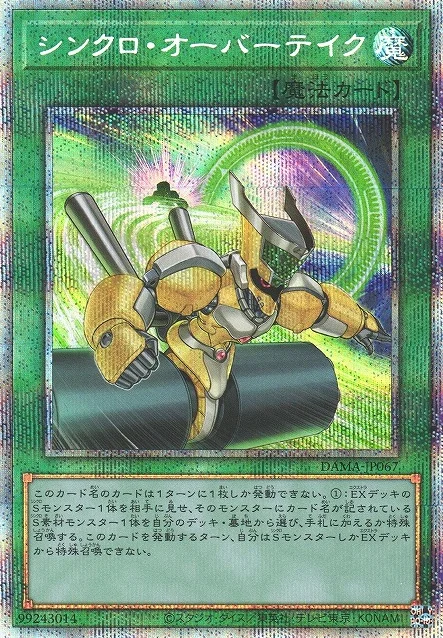 シンクロ・オーバーテイク
魔
【魔法カード】
DAMA-JP067
このカード名のカードは1ターンに1枚しか発動できない。①：EXデッキの
Sモンスター1体を相手に見せ、そのモンスターにカード名が記されている
S素材モンスター1体を自分のデッキ・墓地から選び、手札に加えるか特殊
召喚する。このカードを発動するターン、自分はSモンスターしかEXデッキ
から特殊召喚できない。
99243014
©スタジオ・ダイス/集英社/テレビ東京・KONAMI